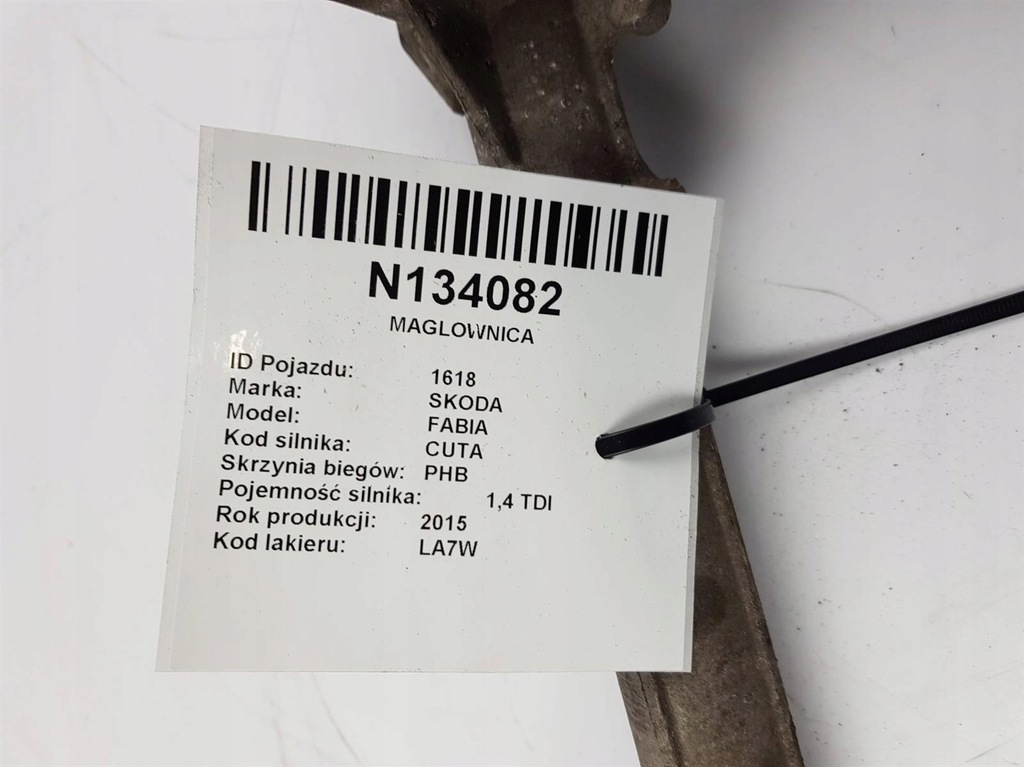 N134082
MAGLOWNICA
ID Pojazdu: 1618
Marka: SKODA
Model: FABIA
Kod silnika: CUTA
Skrzynia biegów: PHB
Pojemność silnika: 1,4 TDI
Rok produkcji: 2015
Kod lakieru: LA7W